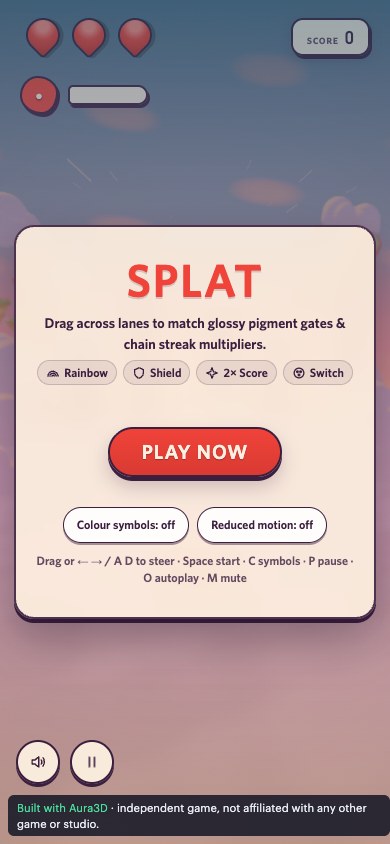 SCORE 0
SPLAT
Drag across lanes to match glossy pigment gates &
chain streak multipliers.
Rainbow Shield 2× Score Switch
PLAY NOW
Colour symbols: off Reduced motion: off
Drag or ← → / A D to steer · Space start · C symbols · P pause ·
O autoplay · M mute
Built with Aura3D · independent game, not affiliated with any other
game or studio.